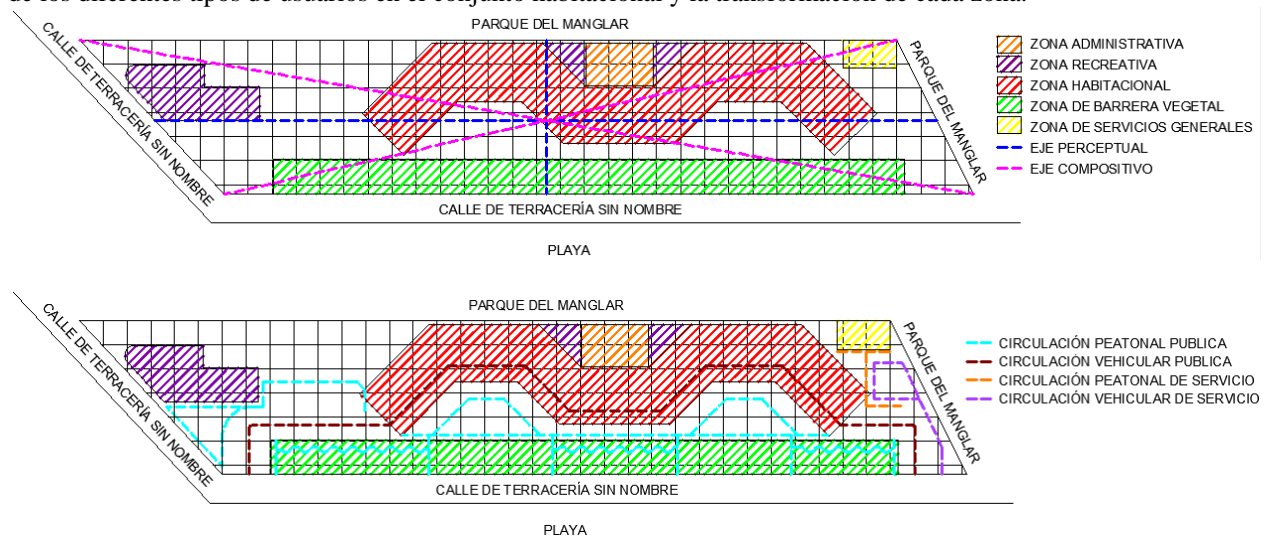 de los diferentes tipos de usuarios en el conjunto habitacional y la transformación de cada zona.
PARQUE DEL MANGLAR
CALLE DE TERRACERÍA SIN NOMBRE
PARQUE DEL MANGLAR
CALLE DE TERRACERÍA SIN NOMBRE
PLAYA
ZONA ADMINISTRATIVA
ZONA RECREATIVA
ZONA HABITACIONAL
ZONA DE BARRERA VEGETAL
ZONA DE SERVICIOS GENERALES
EJE PERCEPTUAL
EJE COMPOSITIVO
PARQUE DEL MANGLAR
CALLE DE TERRACERÍA SIN NOMBRE
PARQUE DEL MANGLAR
CALLE DE TERRACERÍA SIN NOMBRE
PLAYA
CIRCULACIÓN PEATONAL PUBLICA
CIRCULACIÓN VEHICULAR PUBLICA
CIRCULACIÓN PEATONAL DE SERVICIO
CIRCULACIÓN VEHICULAR DE SERVICIO